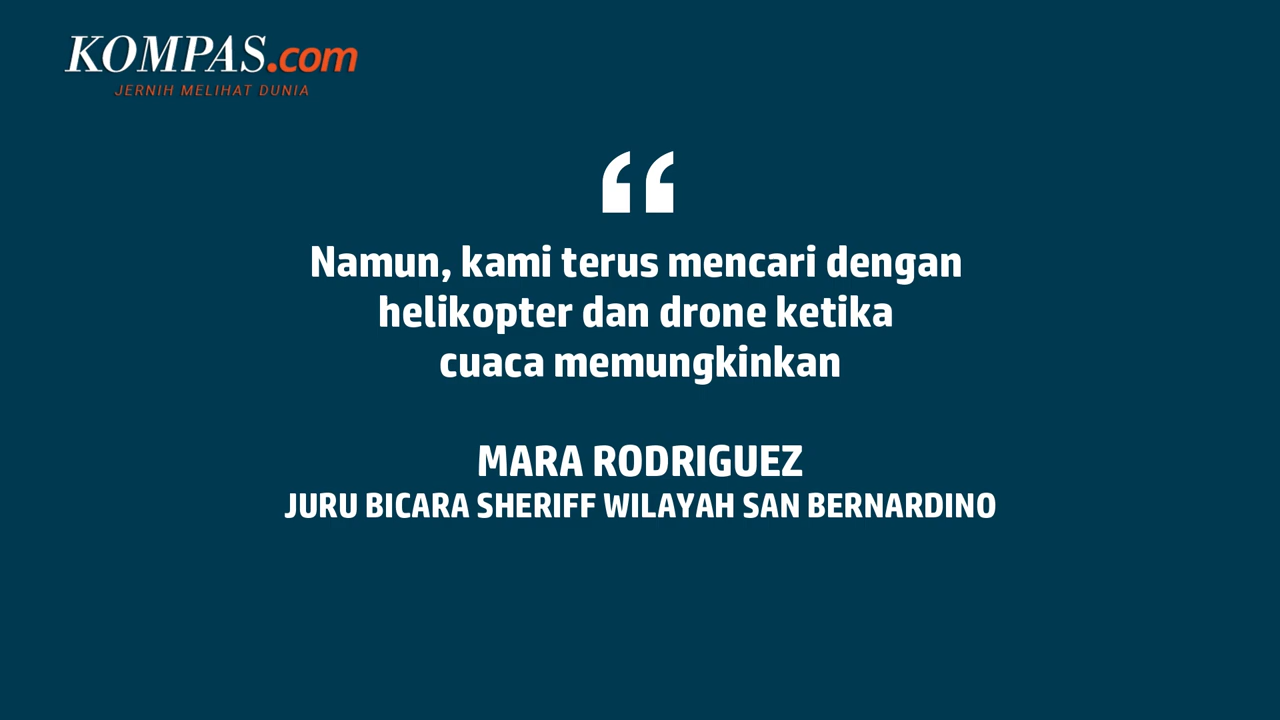 KOMPAS.com
JERNIH MELIHAT DUNIA
“
Namun, kami terus mencari dengan
helikopter dan drone ketika
cuaca memungkinkan
MARA RODRIGUEZ
JURU BICARA SHERIFF WILAYAH SAN BERNARDINO